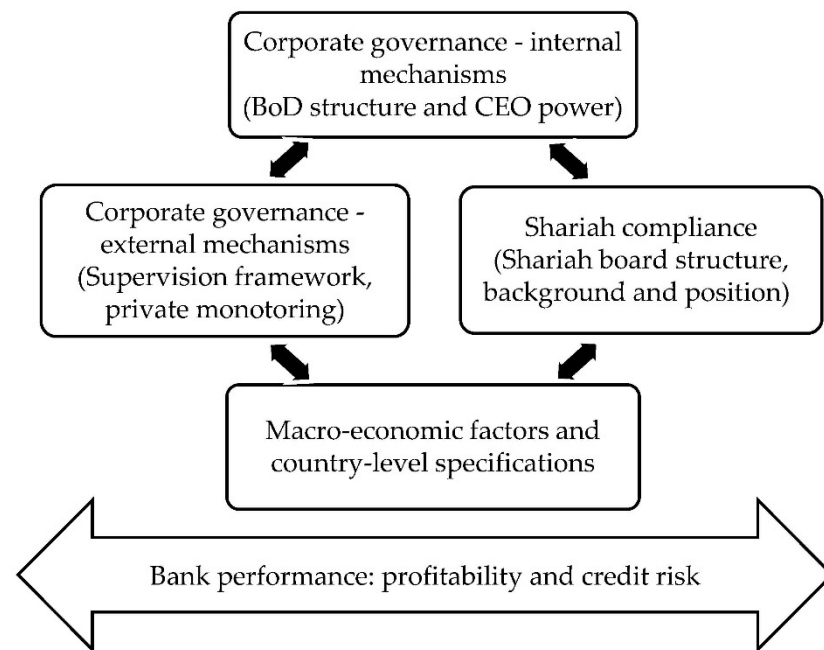 Corporate governance - internal
mechanisms
(BoD structure and CEO power)
Corporate governance -
external mechanisms
(Supervision framework,
private monotoring)
Shariah compliance
(Shariah board structure,
background and position)
Macro-economic factors and
country-level specifications
Bank performance: profitability and credit risk